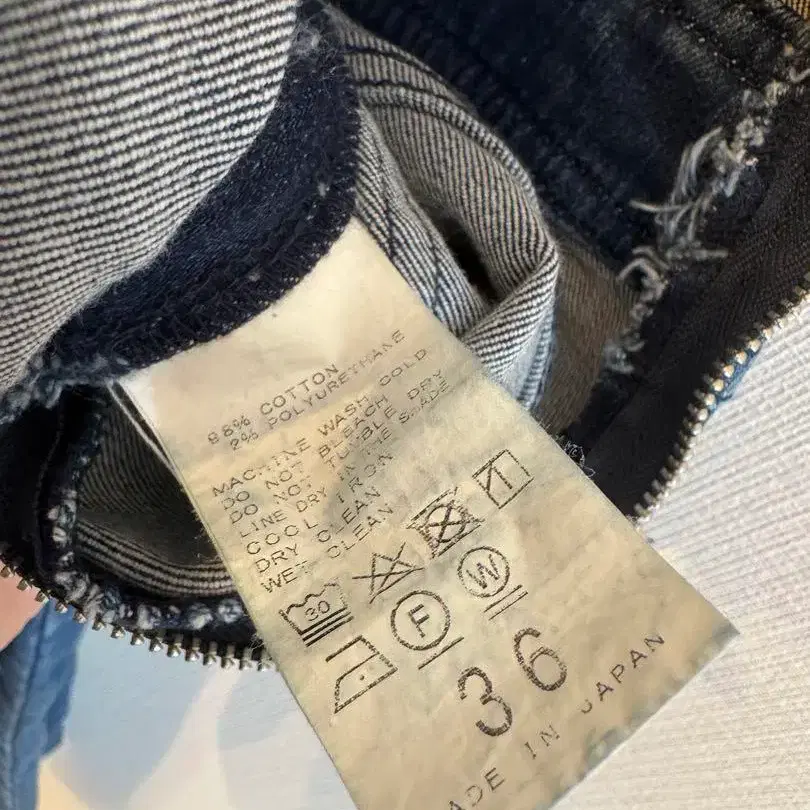 98% COTTON
2% POLYURETHANE
MACHINE WASH COLD
DO NOT BLEACH
DO NOT TUMBLE DRY
LINE DRY IN THE SHADE
COOL IRON
DRY CLEAN
WET CLEAN
30
F
W
36
MADE IN JAPAN